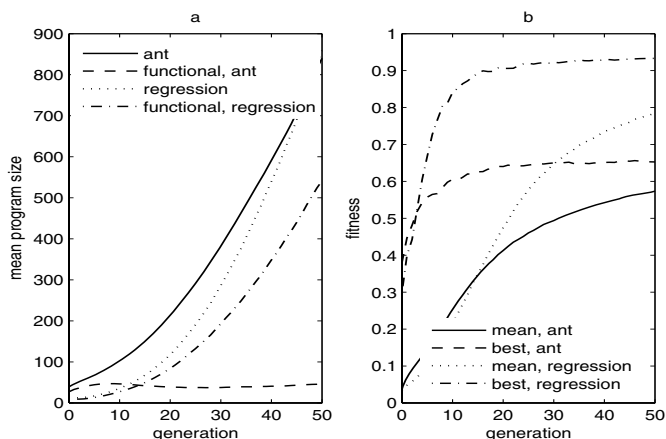 a
900
800
700
600
500
400
300
200
100
0
mean program size
ant
functional, ant
regression
functional, regression
0 10 20 30 40 50
generation
b
1
0.9
0.8
0.7
0.6
0.5
0.4
0.3
0.2
0.1
0
fitness
mean, ant
best, ant
mean, regression
best, regression
0 10 20 30 40 50
generation